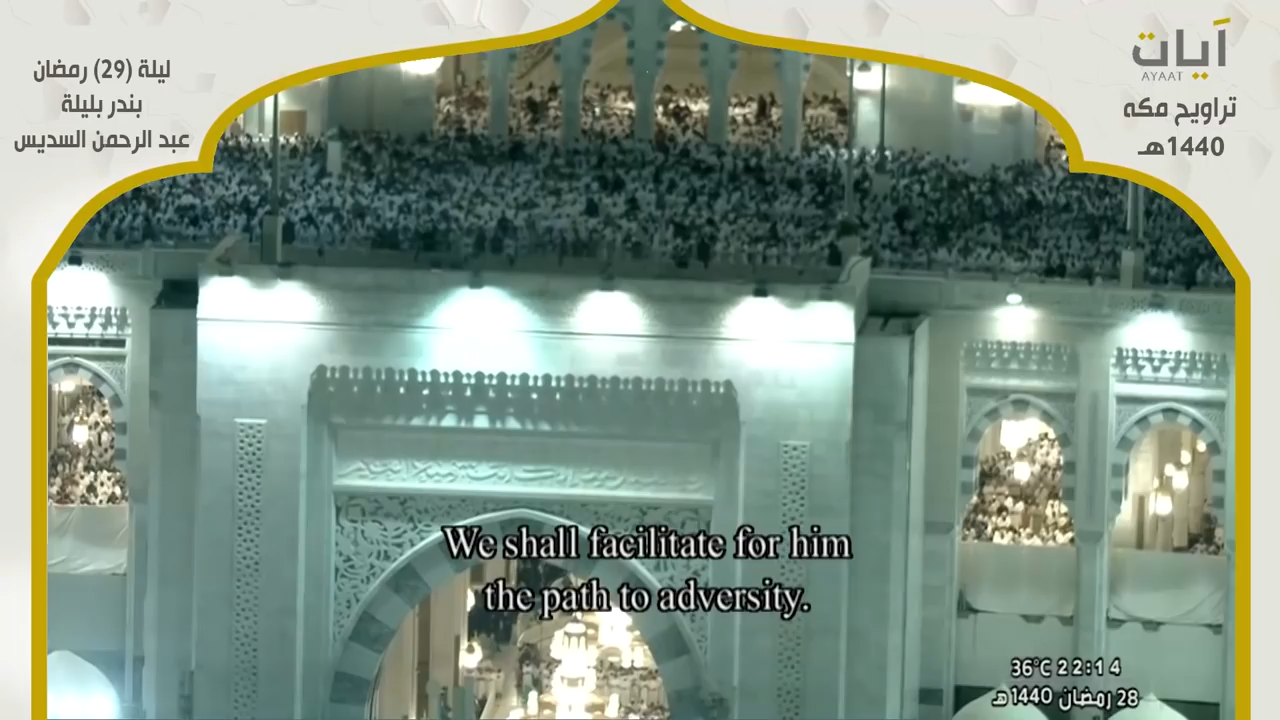 ليلة (29) رمضان
بندر بليلة
عبد الرحمن السديس
آيات
AYAAT
تراويح مكه
1440هـ
We shall facilitate for him
the path to adversity.
36°C 22:14
28 رمضان 1440هـ